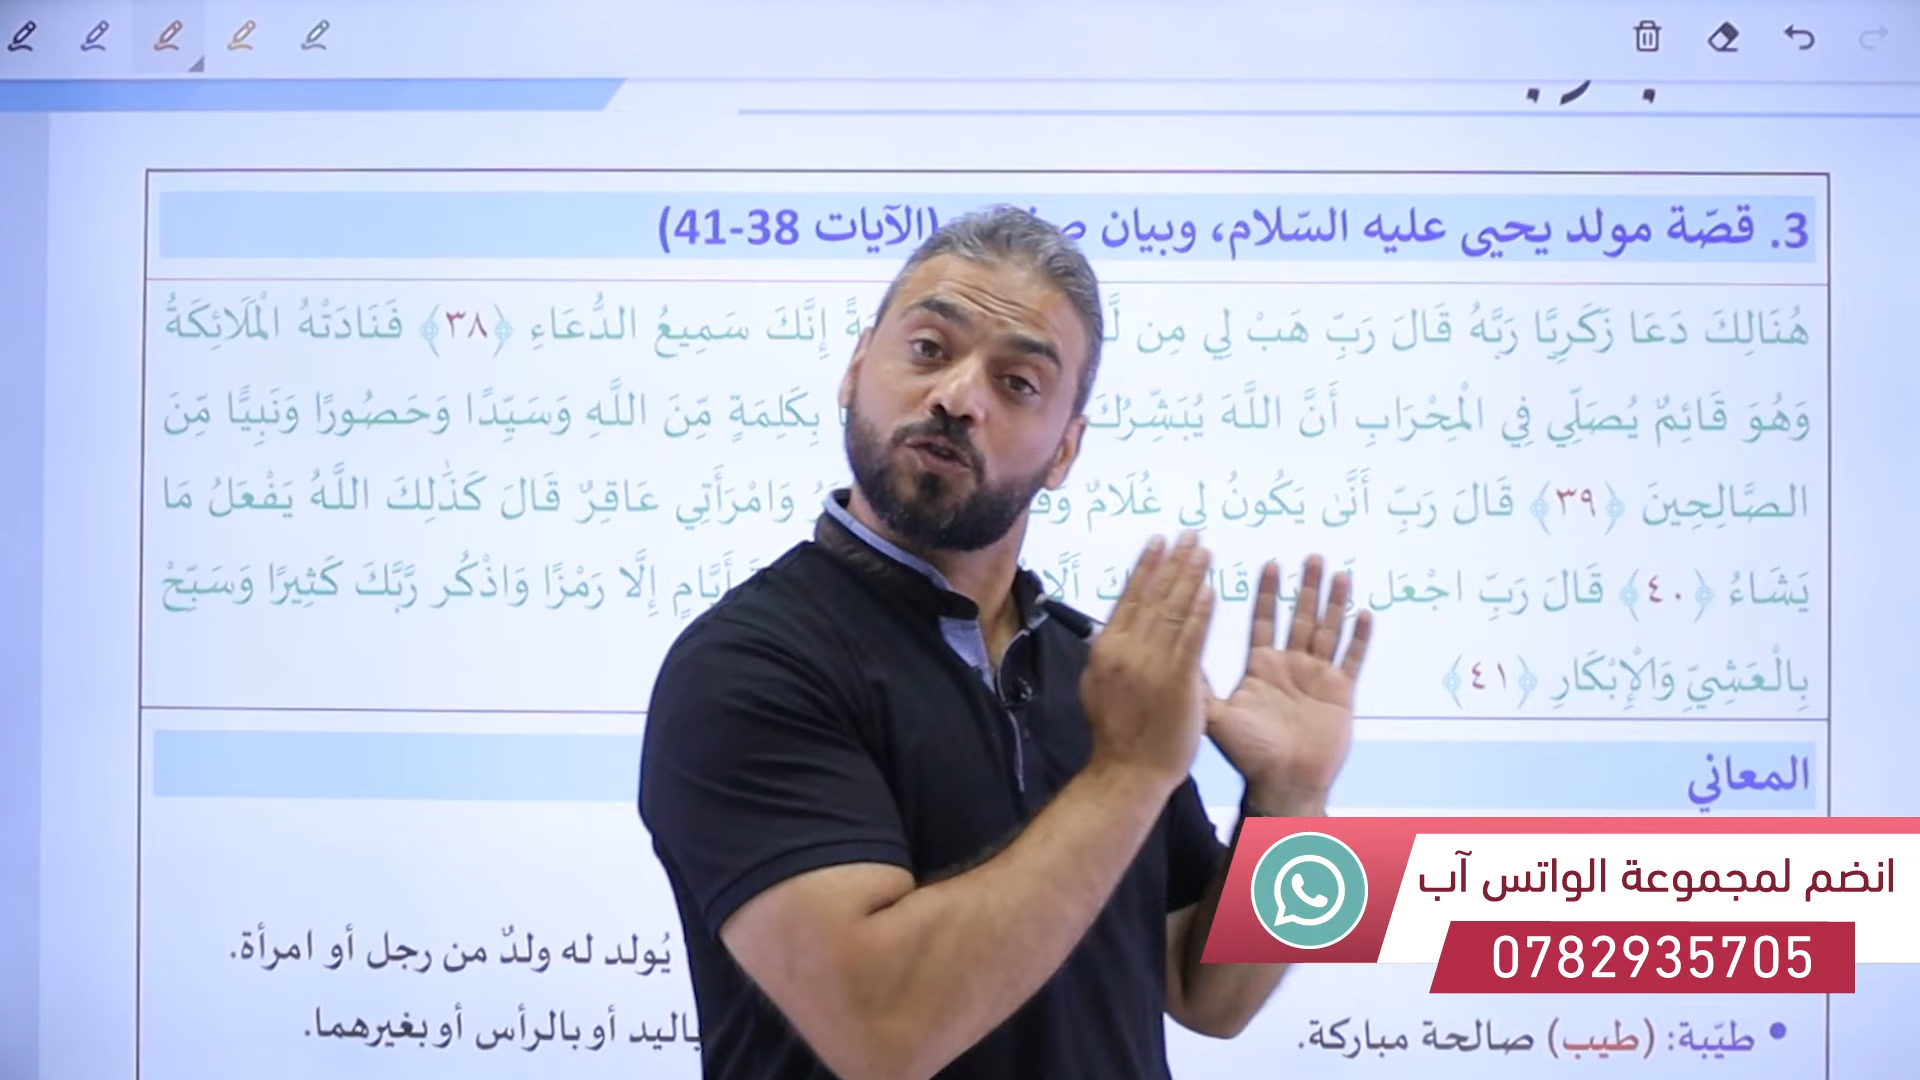 3. قصّة مولد يحيى عليه السّلام، وبيان (الآيات 38-41)
هُنَالِكَ دَعَا زَكَرِيَّا رَبَّهُ قَالَ رَبِّ هَبْ لِي مِن إِنَّكَ سَمِيعُ الدُّعَاءِ ﴿٣٨﴾ فَنَادَتْهُ الْمَلَائِكَةُ
وَهُوَ قَائِمٌ يُصَلِّي فِي الْمِحْرَابِ أَنَّ اللَّهَ يُبَشِّرُكَ بِكَلِمَةٍ مِّنَ اللَّهِ وَسَيِّدًا وَحَصُورًا وَنَبِيًّا مِّنَ
الصَّالِحِينَ ﴿٣٩﴾ قَالَ رَبِّ أَنَّىٰ يَكُونُ لِي غُلَامٌ وَامْرَأَتِي عَاقِرٌ قَالَ كَذَٰلِكَ اللَّهُ يَفْعَلُ مَا
يَشَاءُ ﴿٤٠﴾ قَالَ رَبِّ اجْعَل أَيَّامٍ إِلَّا رَمْزًا وَاذْكُر رَّبَّكَ كَثِيرًا وَسَبِّحْ
بِالْعَشِيِّ وَالْإِبْكَارِ ﴿٤١﴾
المعاني
انضم لمجموعة الواتس آب
0782935705
يُولد له ولدٌ من رجل أو امرأة.
• طيّبة: (طيب) صالحة مباركة.
باليد أو بالرأس أو بغيرهما.